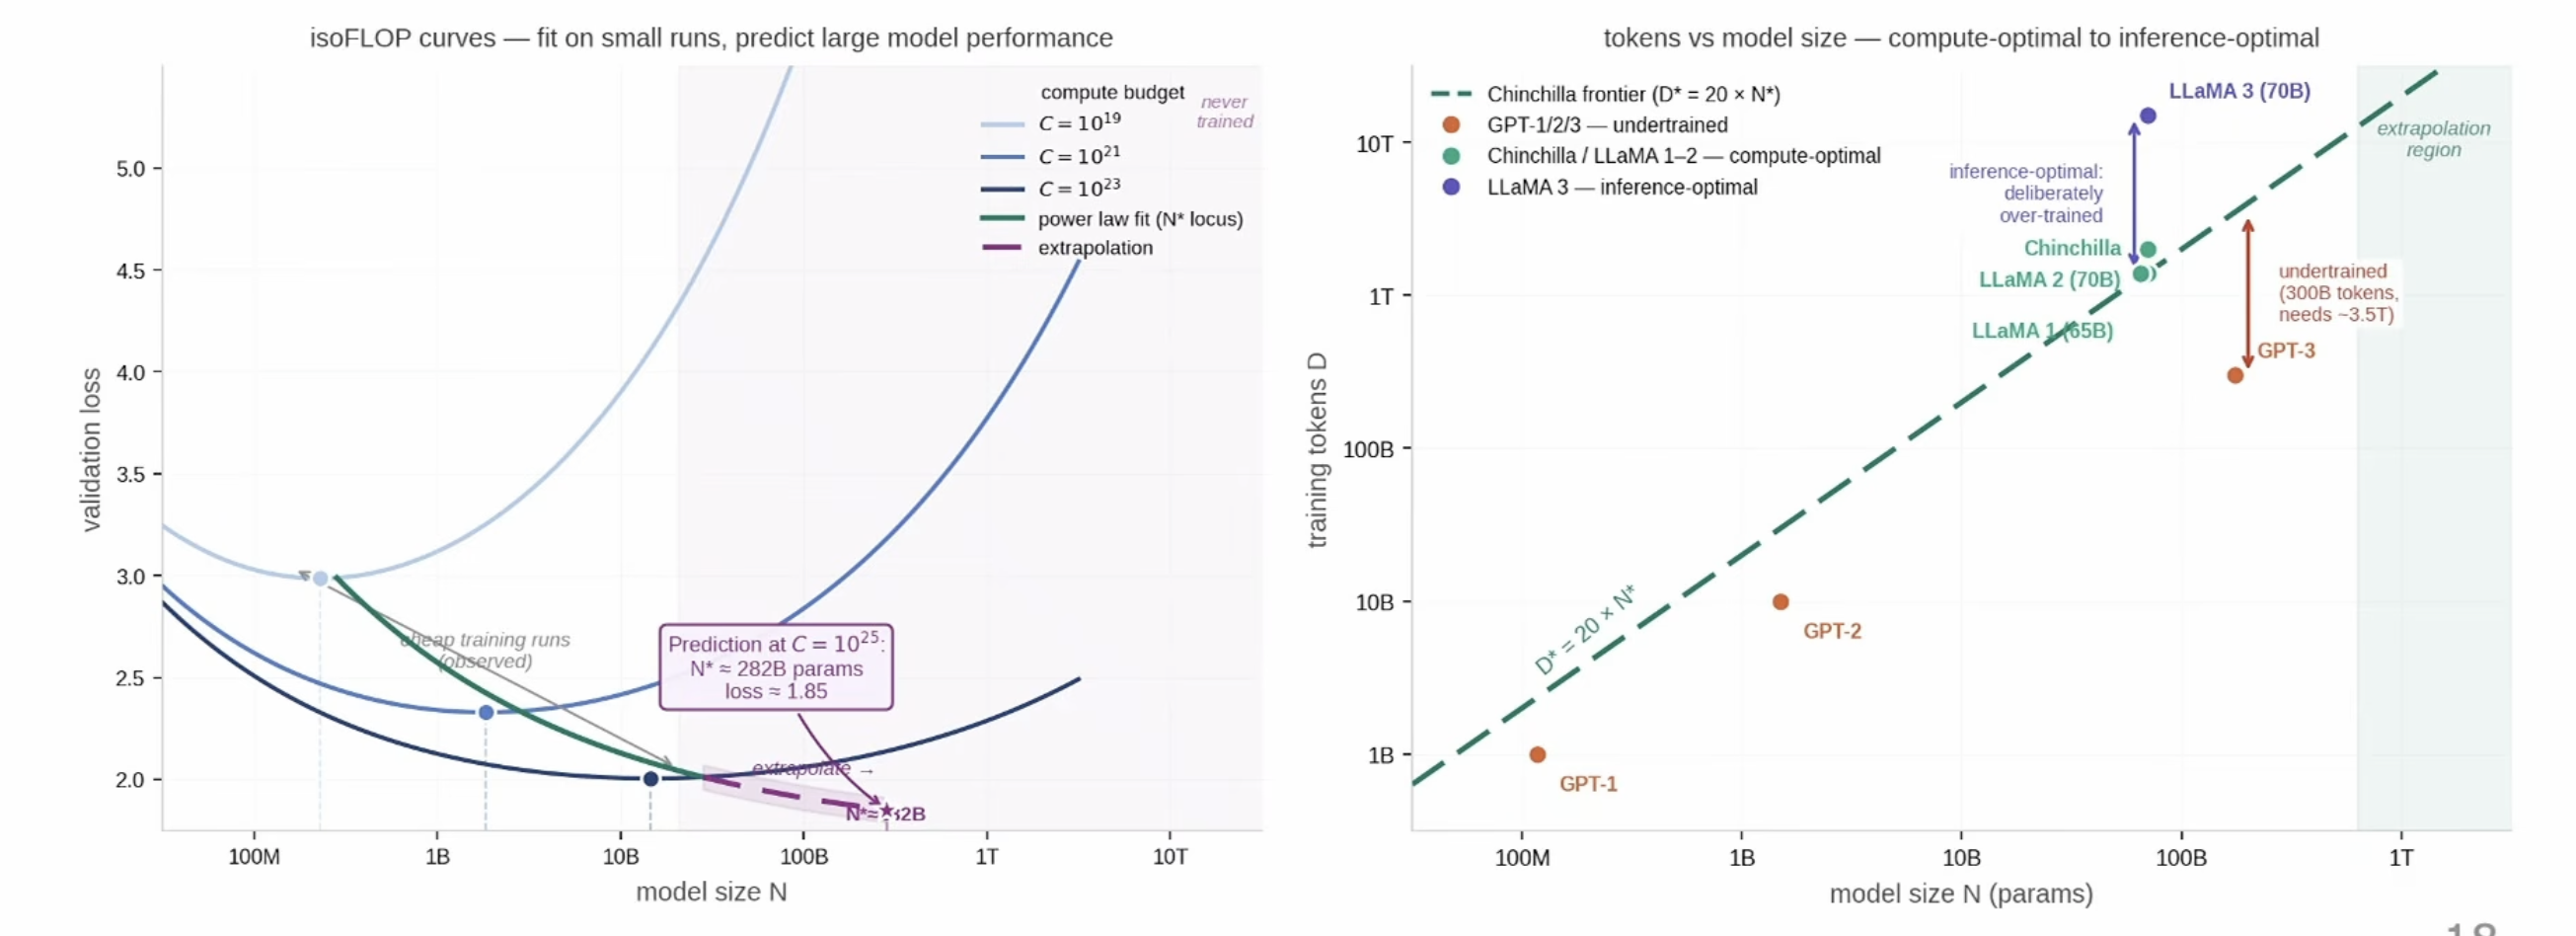 isoFLOP curves — fit on small runs, predict large model performance
compute budget
never
trained
C = 10¹⁹
C = 10²¹
C = 10²³
power law fit (N* locus)
extrapolation
validation loss
5.0
4.5
4.0
3.5
3.0
2.5
2.0
cheap training runs
(observed)
Prediction at C = 10²⁵:
N* ≈ 282B params
loss ≈ 1.85
extrapolate →
100M
1B
10B
100B
1T
10T
model size N
tokens vs model size — compute-optimal to inference-optimal
Chinchilla frontier (D* = 20 × N*)
GPT-1/2/3 — undertrained
Chinchilla / LLaMA 1–2 — compute-optimal
LLaMA 3 — inference-optimal
LLaMA 3 (70B)
extrapolation
region
inference-optimal:
deliberately
over-trained
Chinchilla
LLaMA 2 (70B)
LLaMA 1 (65B)
undertrained
(300B tokens,
needs ~3.5T)
GPT-3
D* = 20 × N*
GPT-2
GPT-1
training tokens D
10T
1T
100B
10B
1B
100M
1B
10B
100B
1T
model size N (params)